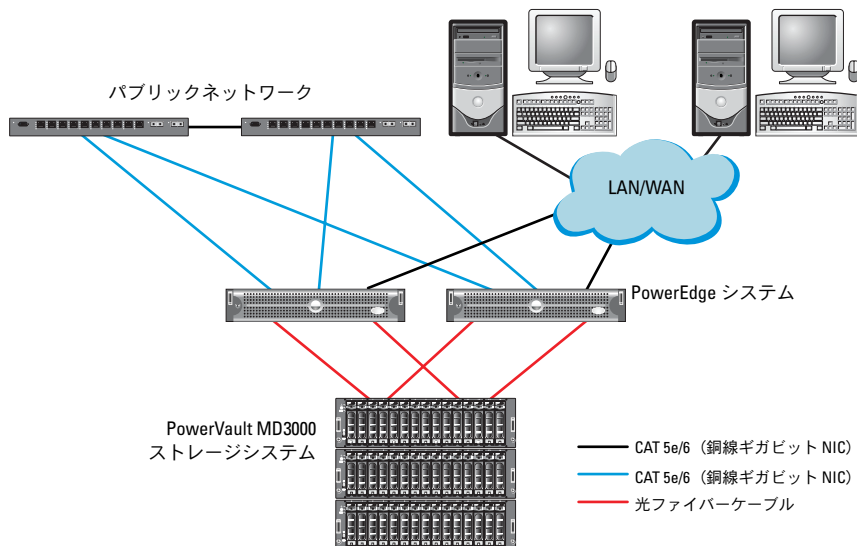 パブリックネットワーク
LAN/WAN
PowerEdge システム
PowerVault MD3000
ストレージシステム
CAT 5e/6（銅線ギガビット NIC）
CAT 5e/6（銅線ギガビット NIC）
光ファイバーケーブル